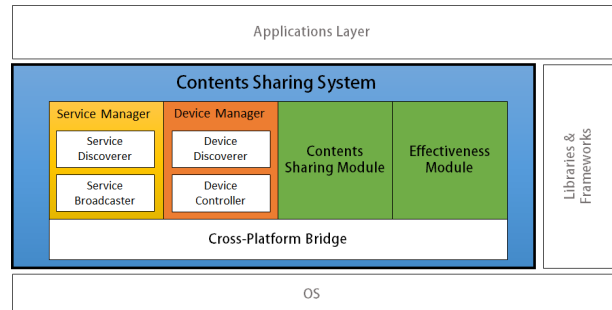 Applications Layer
Contents Sharing System
Service Manager
Service
Discoverer
Service
Broadcaster
Device Manager
Device
Discoverer
Device
Controller
Contents
Sharing Module
Effectiveness
Module
Cross-Platform Bridge
Libraries &
Frameworks
OS